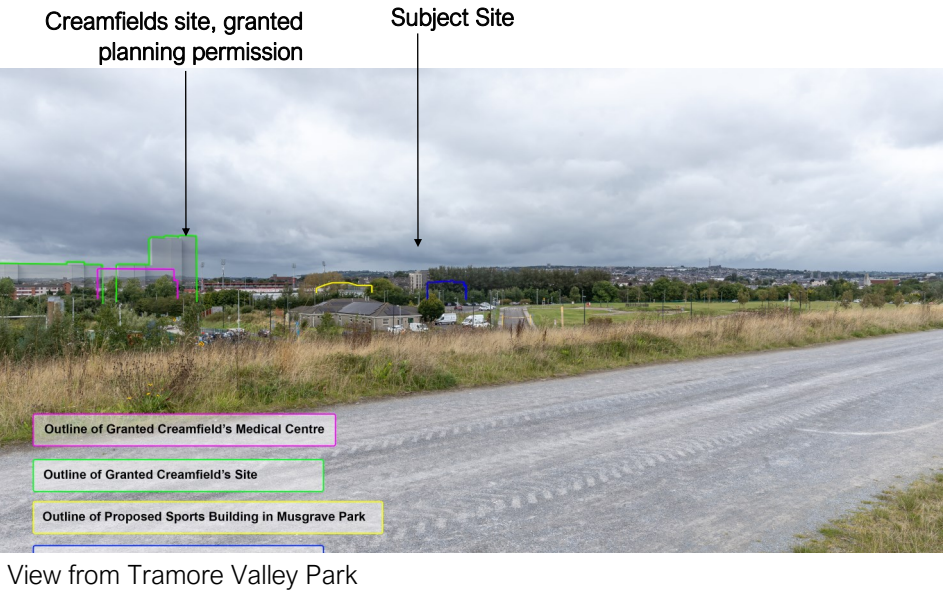 Creamfields site, granted
planning permission
Subject Site
Outline of Granted Creamfield's Medical Centre
Outline of Granted Creamfield's Site
Outline of Proposed Sports Building in Musgrave Park
View from Tramore Valley Park